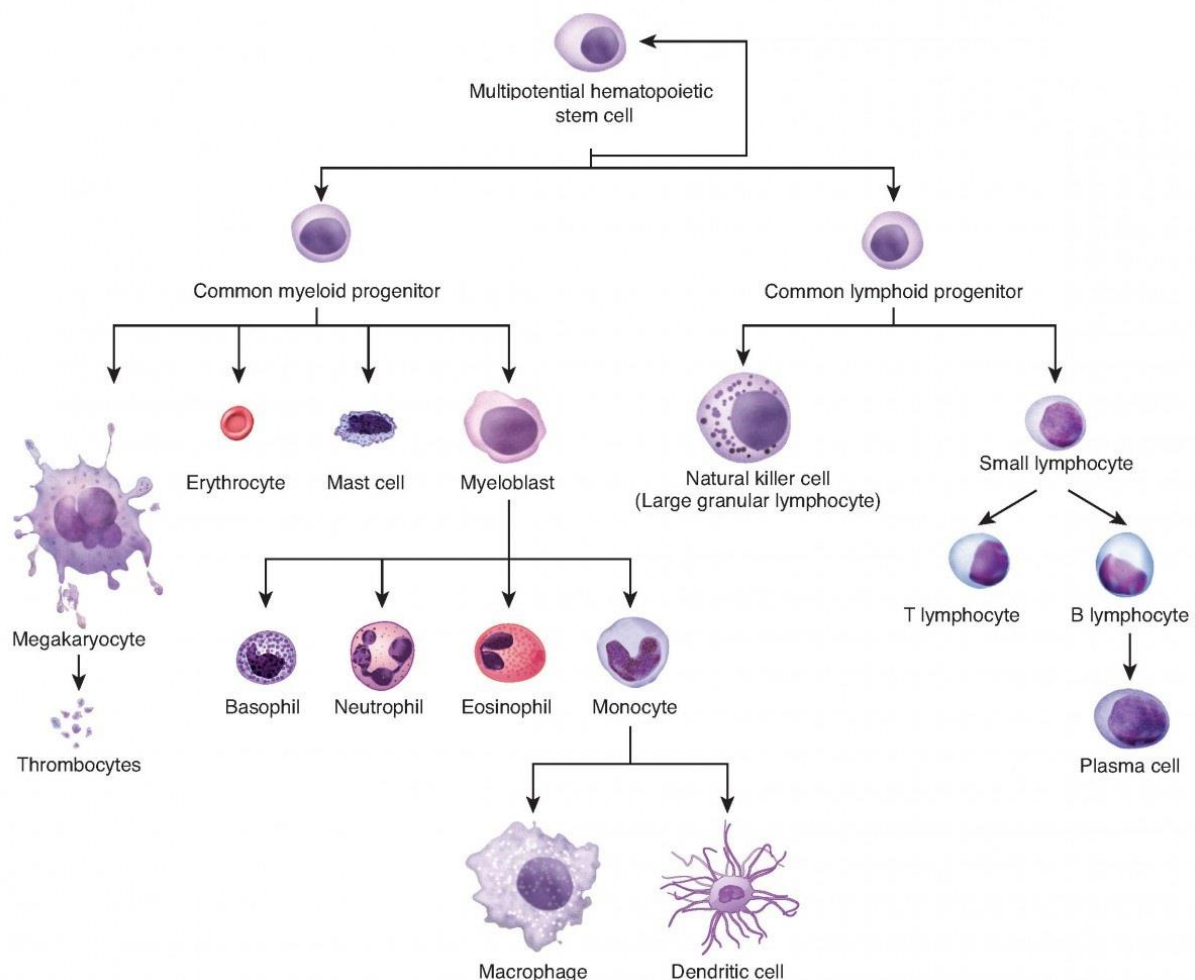 Multipotential hematopoietic
stem cell
Common myeloid progenitor
Common lymphoid progenitor
Erythrocyte
Mast cell
Myeloblast
Natural killer cell
(Large granular lymphocyte)
Small lymphocyte
T lymphocyte
B lymphocyte
Megakaryocyte
Basophil
Neutrophil
Eosinophil
Monocyte
Thrombocytes
Plasma cell
Macrophage
Dendritic cell